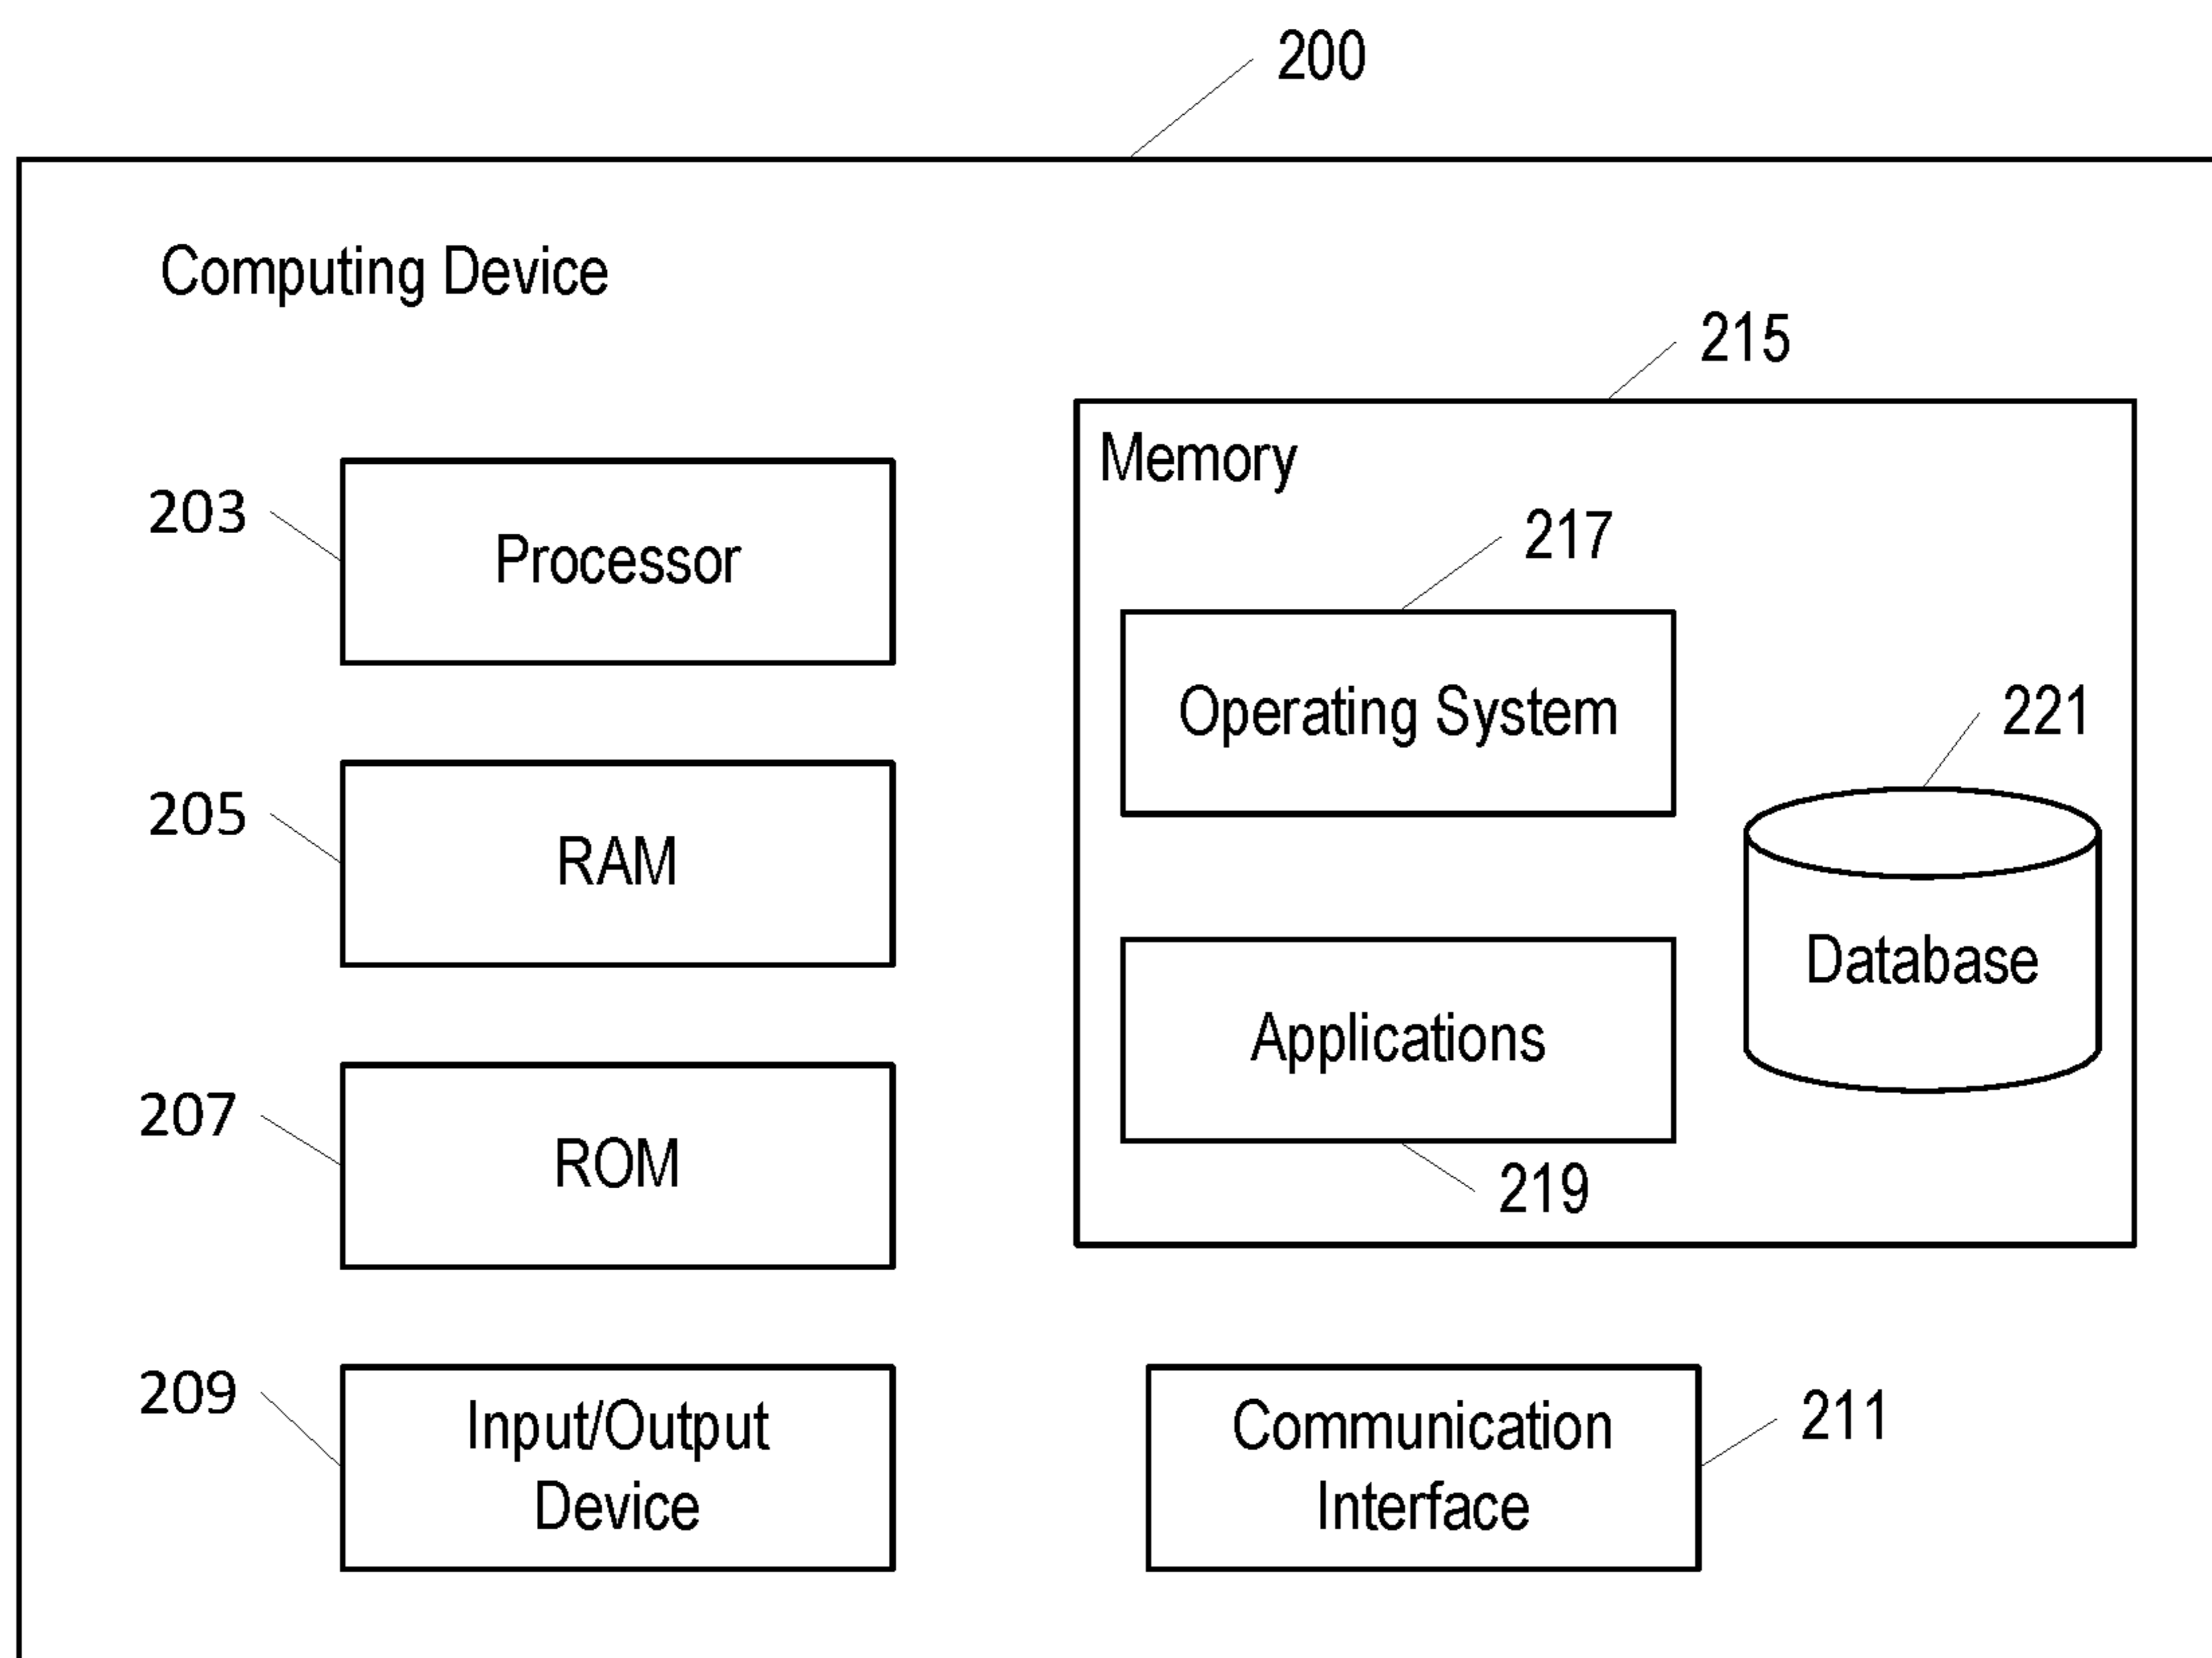 200
Computing Device
215
Memory
203
Processor
217
Operating System
221
205
RAM
Database
Applications
207
ROM
219
209
Input/Output
Device
Communication
Interface
211